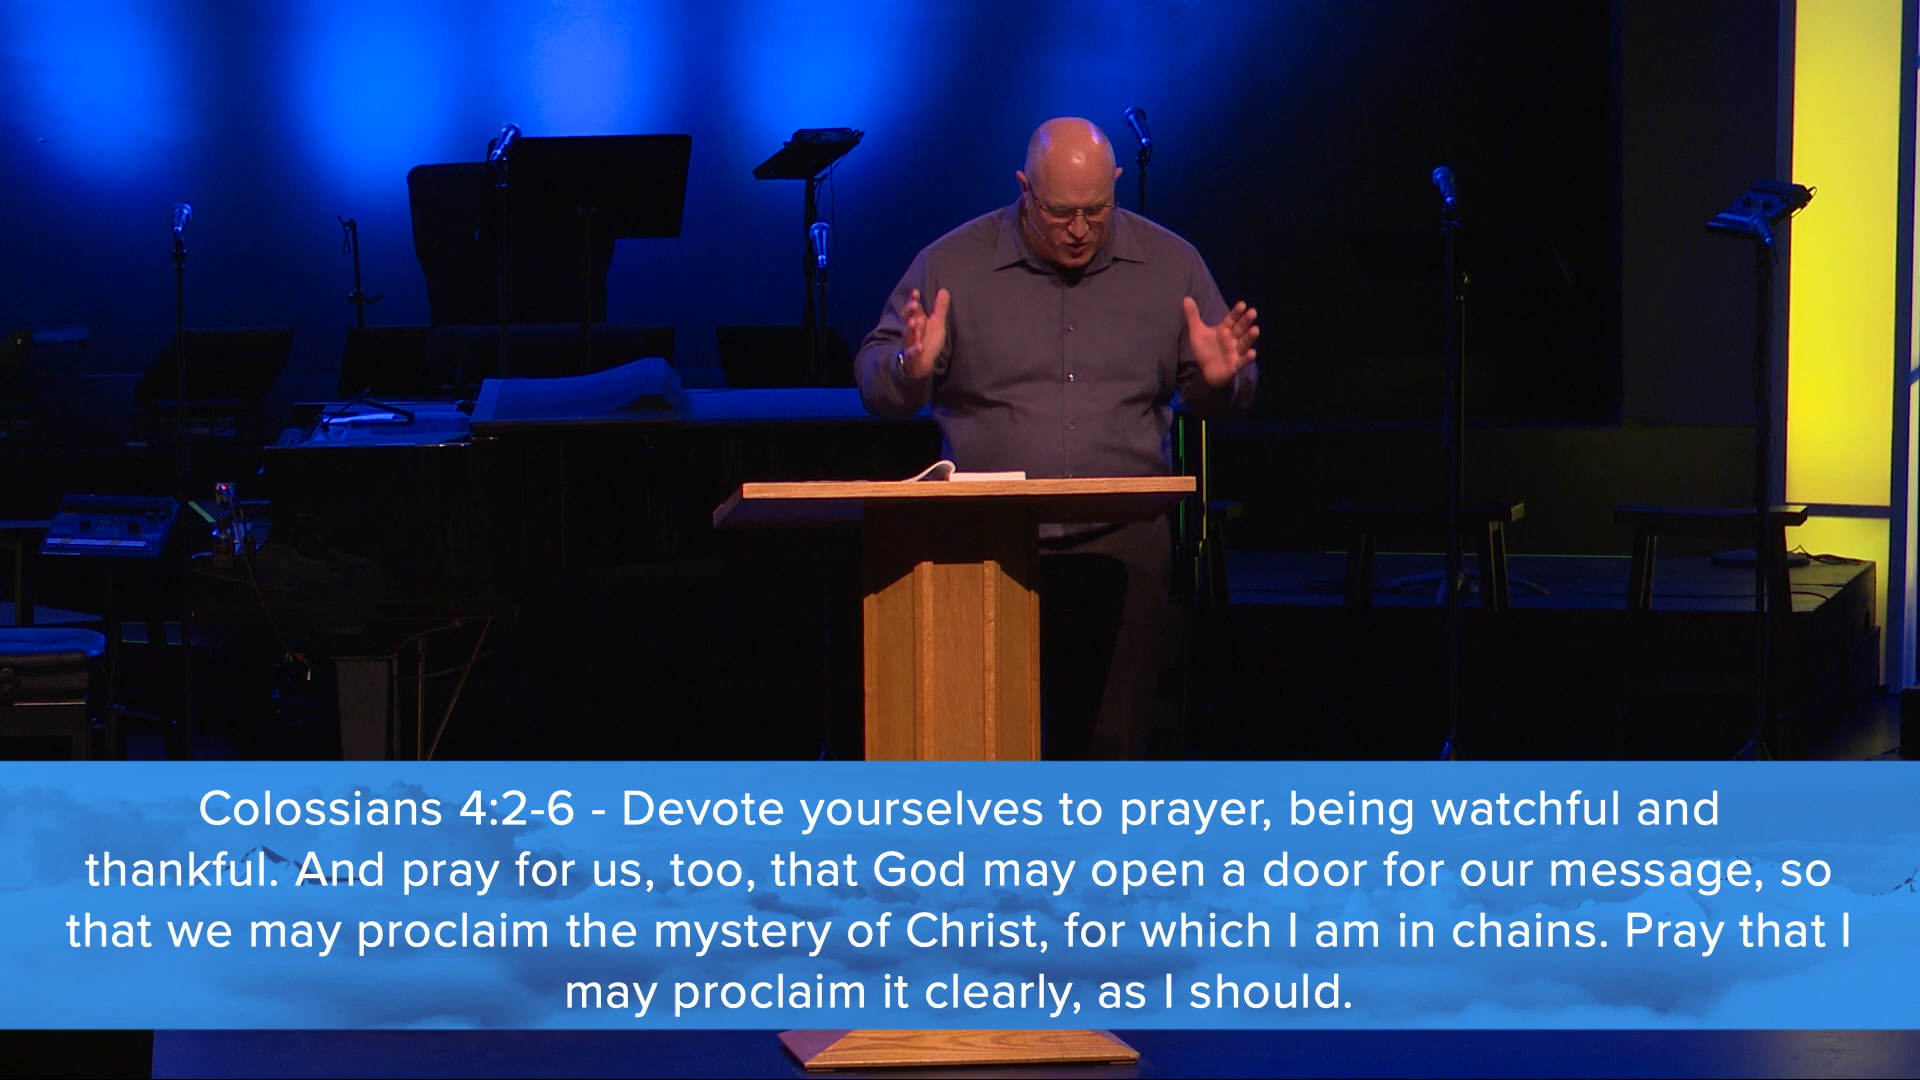 Colossians 4:2-6 - Devote yourselves to prayer, being watchful and
thankful. And pray for us, too, that God may open a door for our message, so
that we may proclaim the mystery of Christ, for which I am in chains. Pray that I
may proclaim it clearly, as I should.